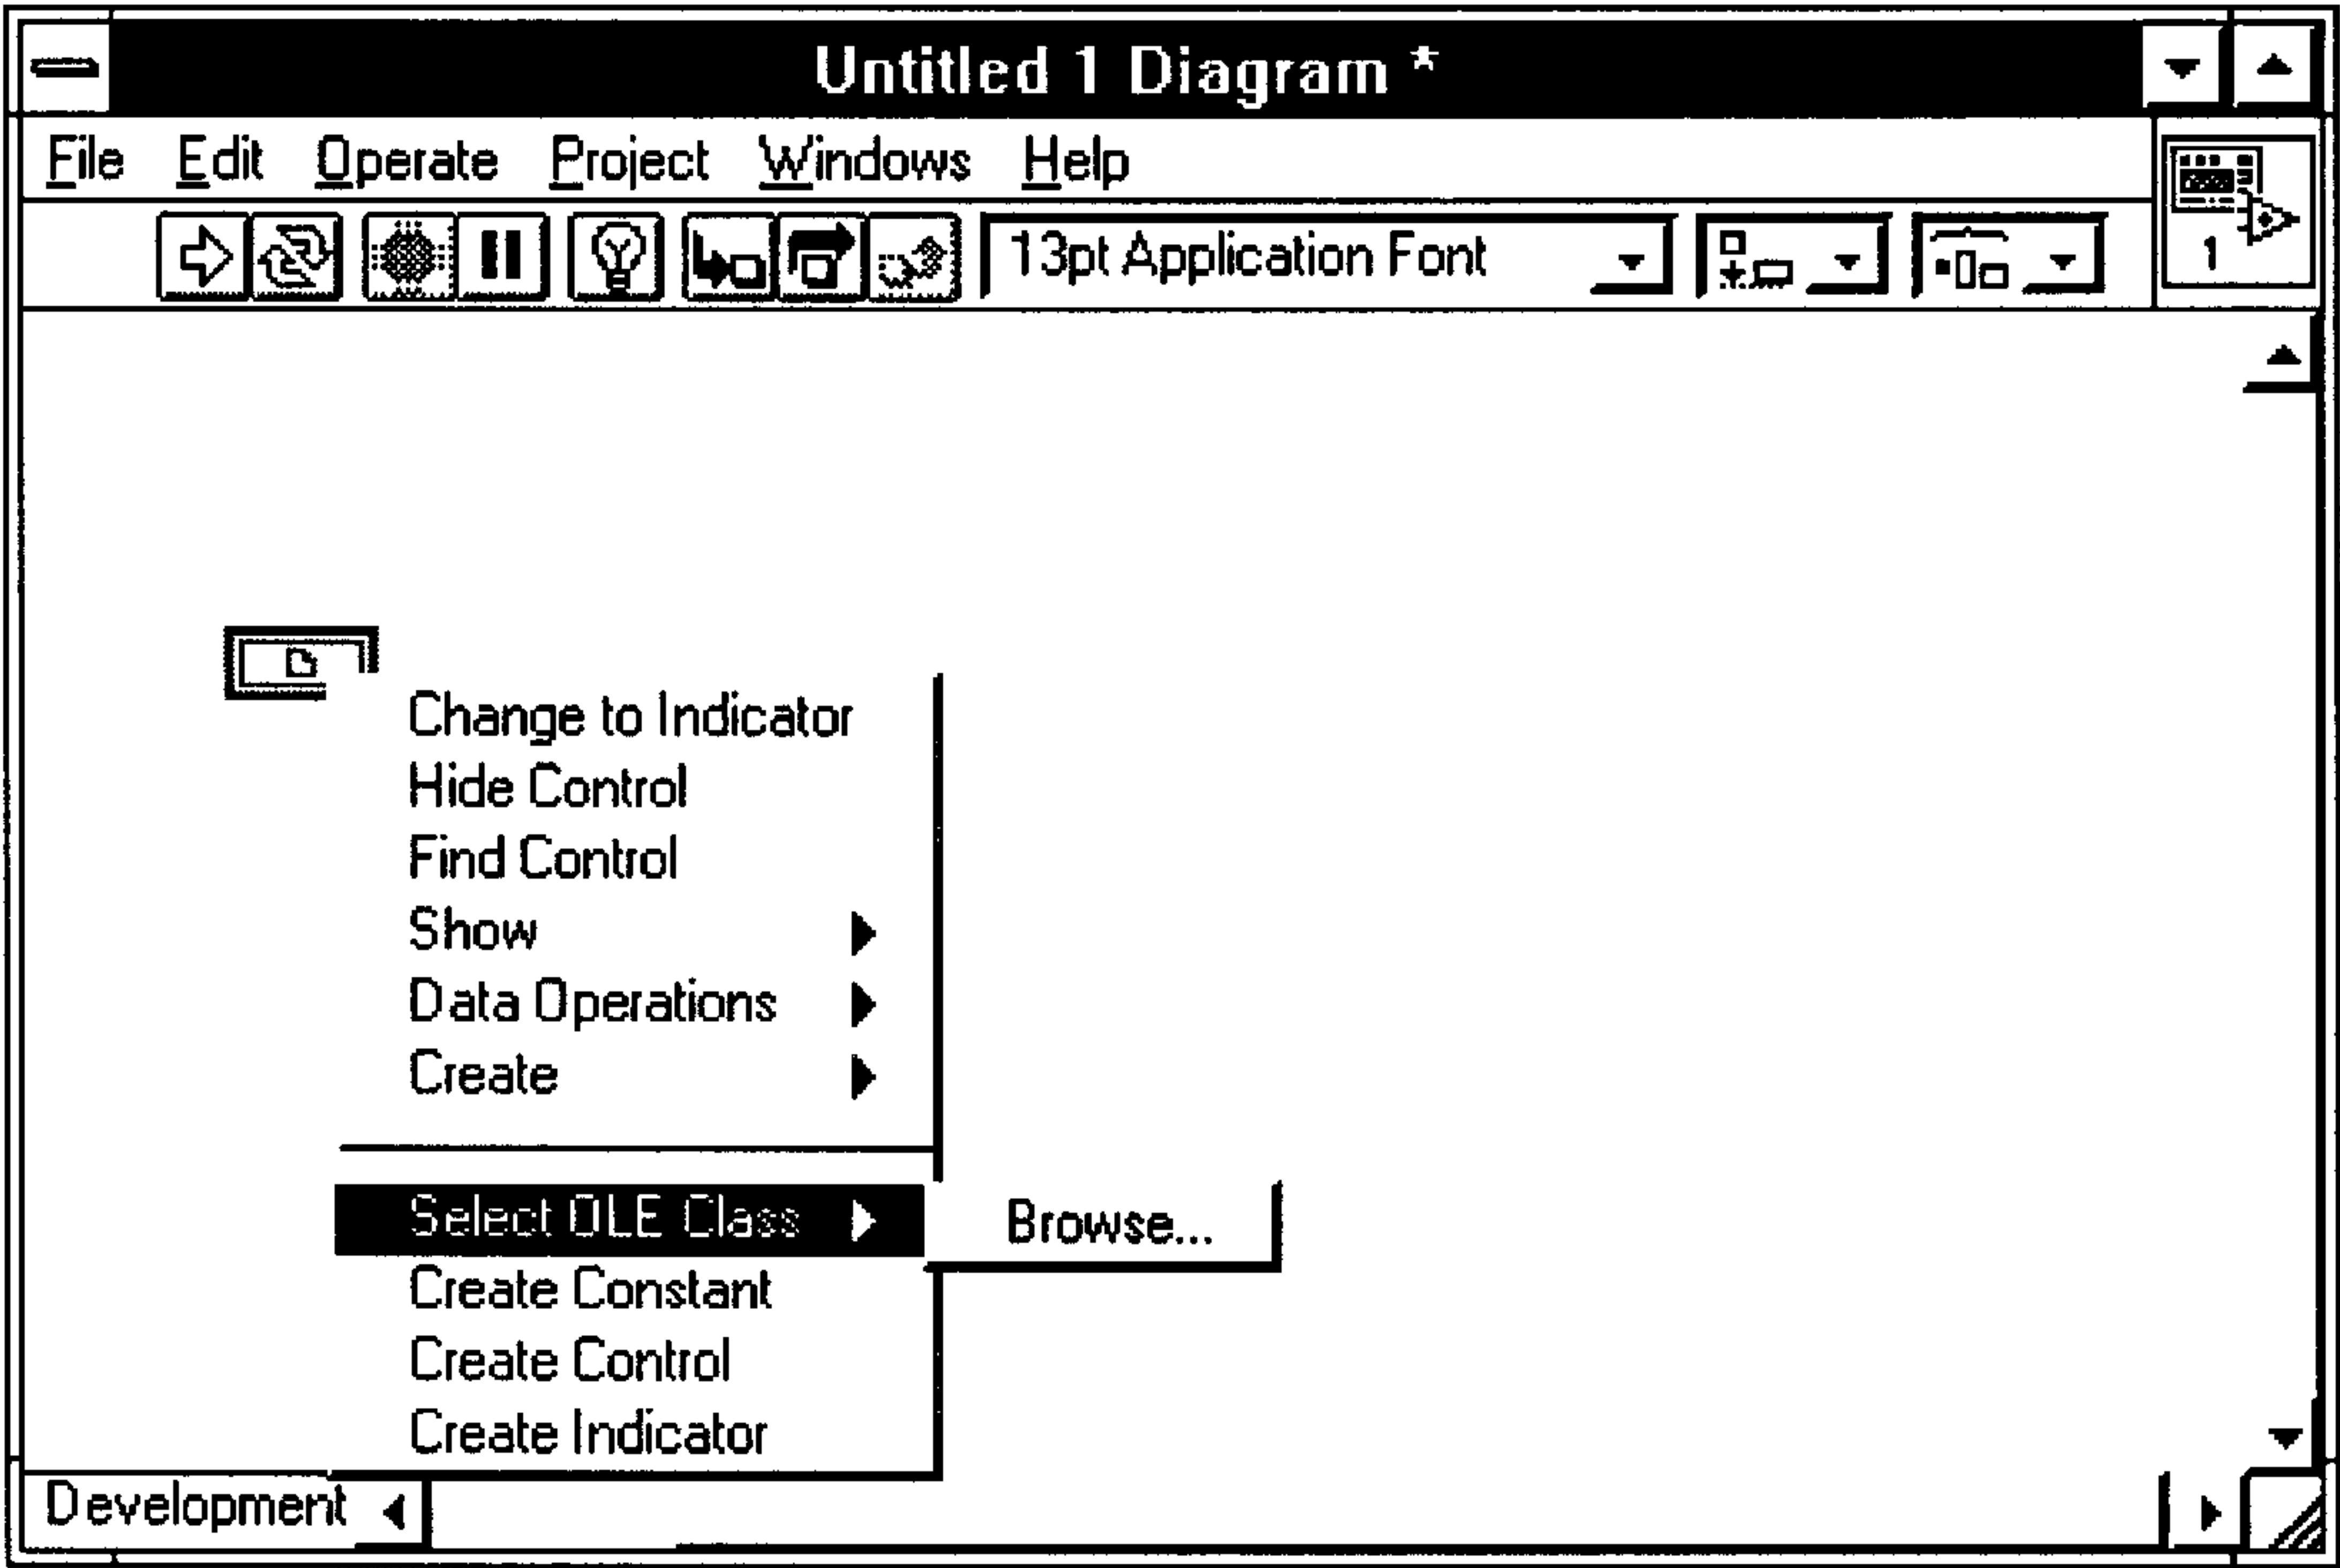 Untitled 1 Diagram *
File Edit Operate Project Windows Help
13pt Application Font
1
Change to Indicator
Hide Control
Find Control
Show
Data Operations
Create
Select OLE Class
Browse...
Create Constant
Create Control
Create Indicator
Development